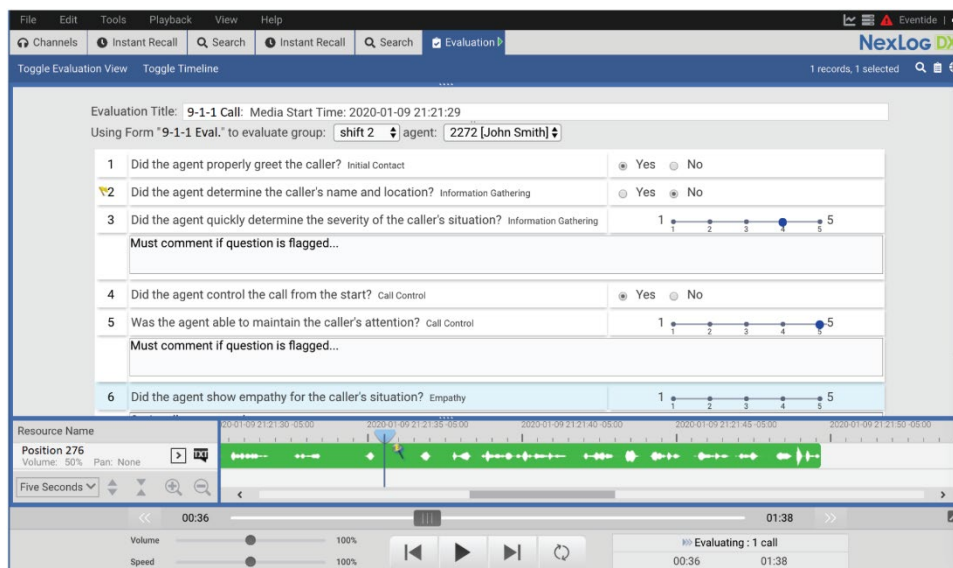 File Edit Tools Playback View Help Eventide |
Channels Instant Recall Search Instant Recall Search Evaluation NexLog DX
Toggle Evaluation View Toggle Timeline 1 records, 1 selected
Evaluation Title: 9-1-1 Call: Media Start Time: 2020-01-09 21:21:29
Using Form "9-1-1 Eval." to evaluate group: shift 2 agent: 2272 [John Smith]
1 Did the agent properly greet the caller? Initial Contact Yes No
2 Did the agent determine the caller's name and location? Information Gathering Yes No
3 Did the agent quickly determine the severity of the caller's situation? Information Gathering 1 5
1 2 3 4 5
Must comment if question is flagged...
4 Did the agent control the call from the start? Call Control Yes No
5 Was the agent able to maintain the caller's attention? Call Control 1 5
1 2 3 4 5
Must comment if question is flagged...
6 Did the agent show empathy for the caller's situation? Empathy 1 5
1 2 3 4 5
Resource Name 020-01-09 21:21:30 -05:00 2020-01-09 21:21:35 -05:00 2020-01-09 21:21:40 -05:00 2020-01-09 21:21:45 -05:00 2020-01-09 21:21:50 -05:00
Position 276
Volume: 50% Pan: None TXT
Five Seconds
00:36 01:38
Volume 100% Evaluating : 1 call
Speed 100% 00:36 01:38